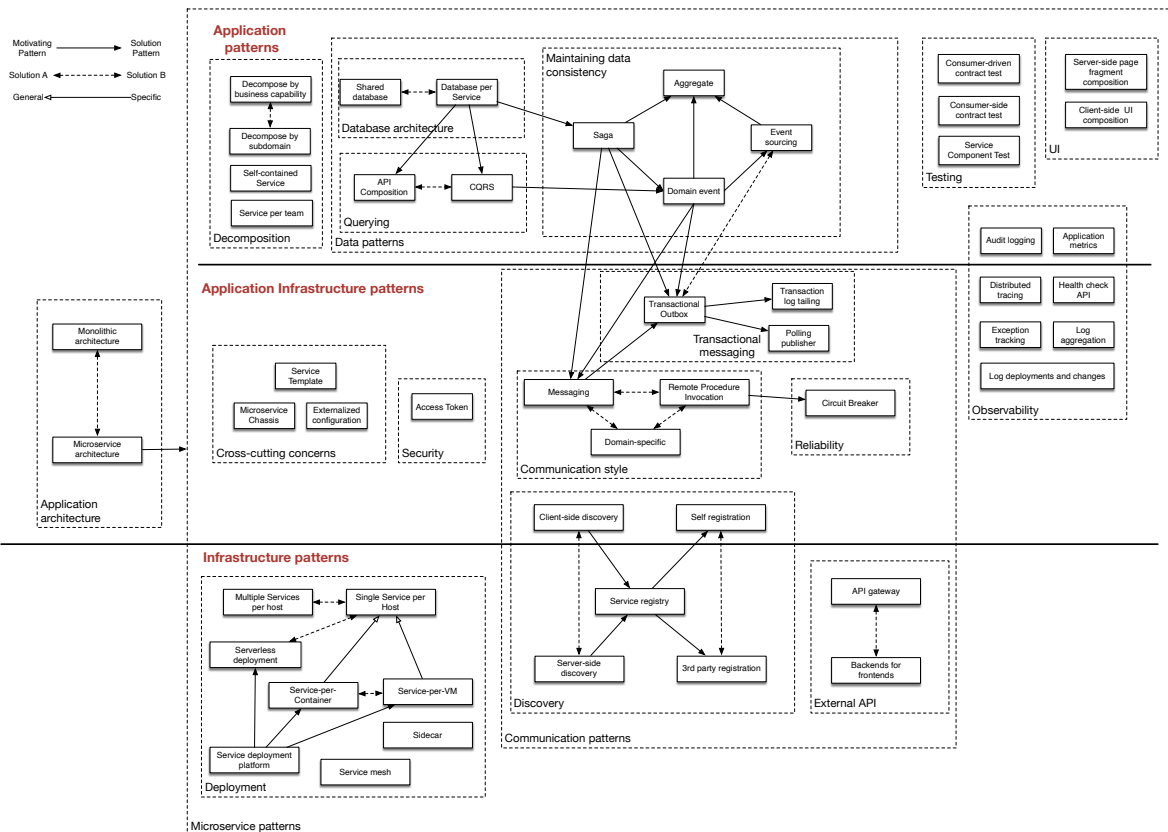 Motivating
Pattern
Solution
Pattern
Solution A
Solution B
General
Specific
Application
patterns
Decompose by
business capability
Decompose by
subdomain
Self-contained
Service
Service per team
Decomposition
Shared
database
Database per
Service
Database architecture
API
Composition
CQRS
Querying
Data patterns
Maintaining data
consistency
Aggregate
Saga
Event
sourcing
Domain event
Consumer-driven
contract test
Consumer-side
contract test
Service
Component Test
Testing
Server-side page
fragment composition
Client-side UI
composition
UI
Audit logging
Application
metrics
Distributed
tracing
Health check
API
Exception
tracking
Log
aggregation
Log deployments and changes
Observability
Application Infrastructure patterns
Monolithic
architecture
Microservice
architecture
Application
architecture
Service
Template
Microservice
Chassis
Externalized
configuration
Cross-cutting concerns
Access Token
Security
Transactional
Outbox
Transaction
log tailing
Polling
publisher
Transactional
messaging
Messaging
Remote Procedure
Invocation
Domain-specific
Communication style
Circuit Breaker
Reliability
Client-side discovery
Self registration
Service registry
Server-side
discovery
3rd party registration
Discovery
Communication patterns
API gateway
Backends for
frontends
External API
Infrastructure patterns
Multiple Services
per host
Single Service per
Host
Serverless
deployment
Service-per-
Container
Service-per-VM
Sidecar
Service deployment
platform
Service mesh
Deployment
Microservice patterns